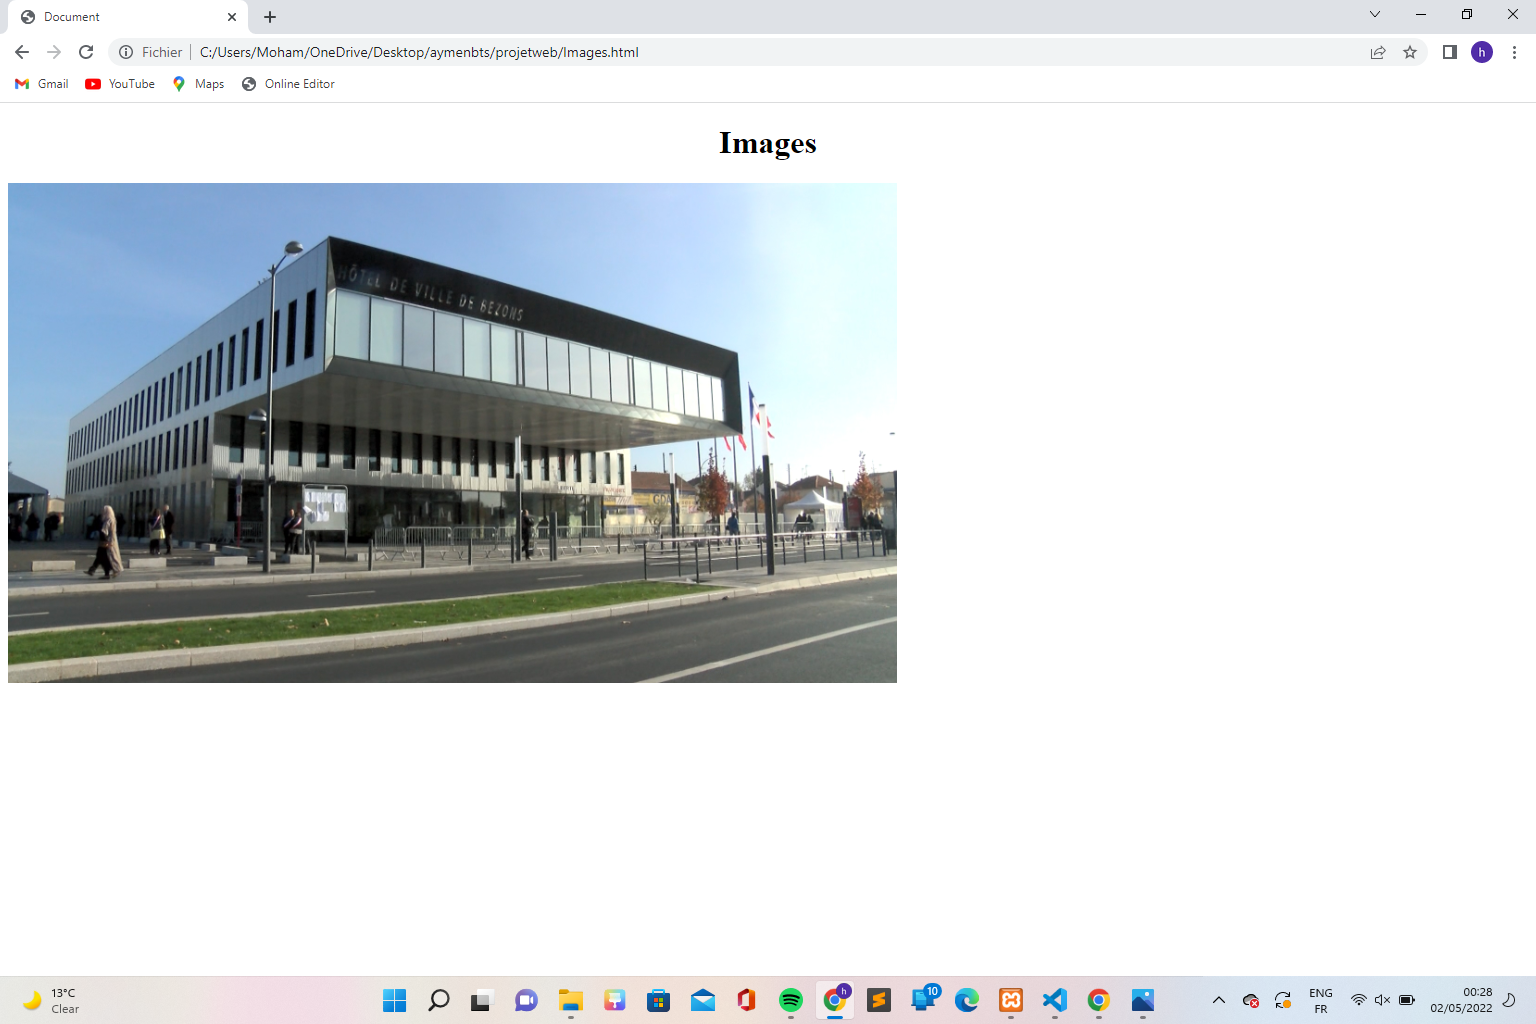 Document
Fichier C:/Users/Moham/OneDrive/Desktop/aymenbts/projetweb/Images.html
h
Gmail YouTube Maps Online Editor
Images
HÔTEL DE VILLE DE BEZONS
13°C
Clear
h
10
ENG
FR
00:28
02/05/2022